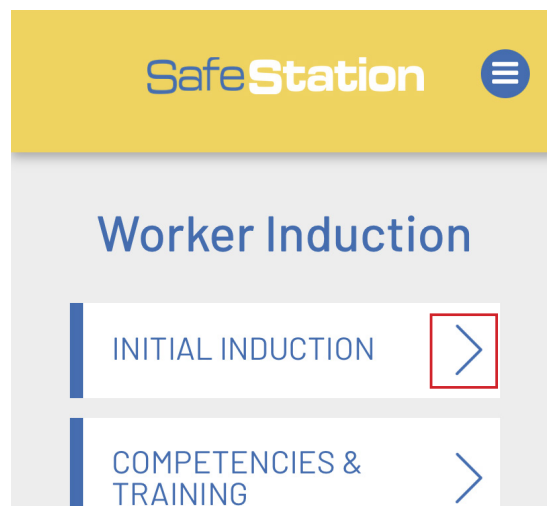 SafeStation
Worker Induction
INITIAL INDUCTION
COMPETENCIES &
TRAINING